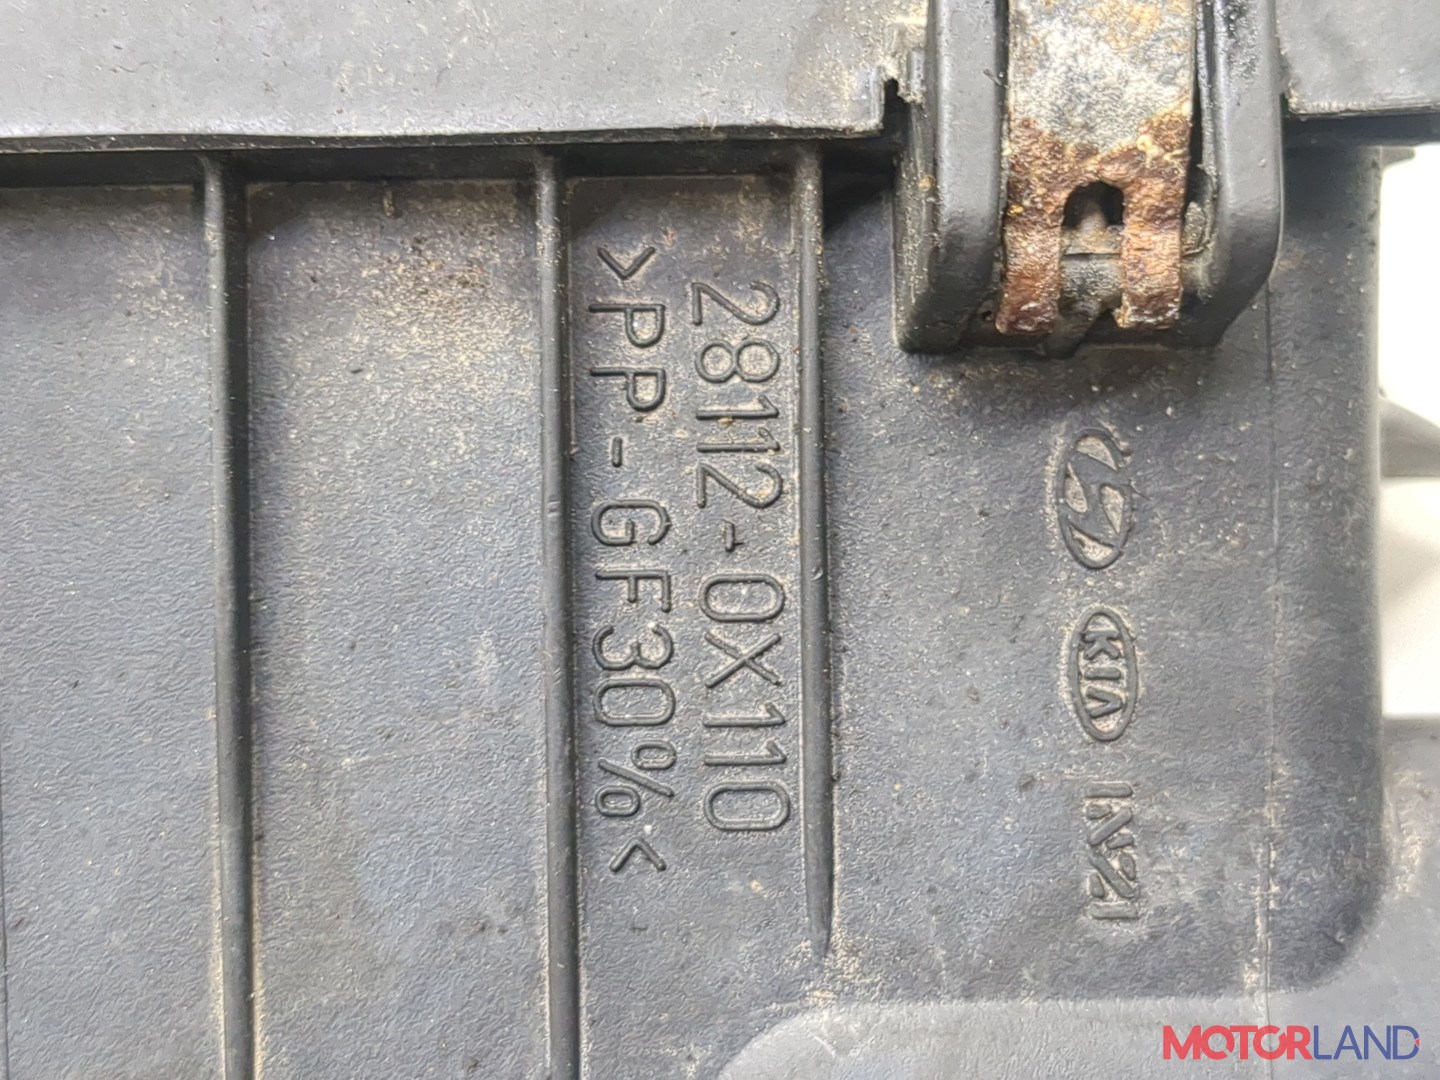 28112-0X110
>PP-GF30%<
KIA
MOTORLAND